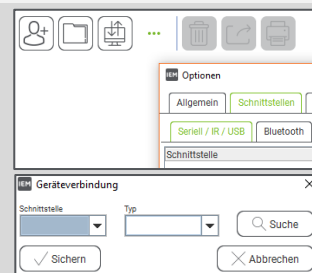 IEM Optionen
Allgemein Schnittstellen
Seriell / IR / USB Bluetooth
Schnittstelle
IEM Geräteverbindung
Schnittstelle Typ
Suche
Sichern Abbrechen